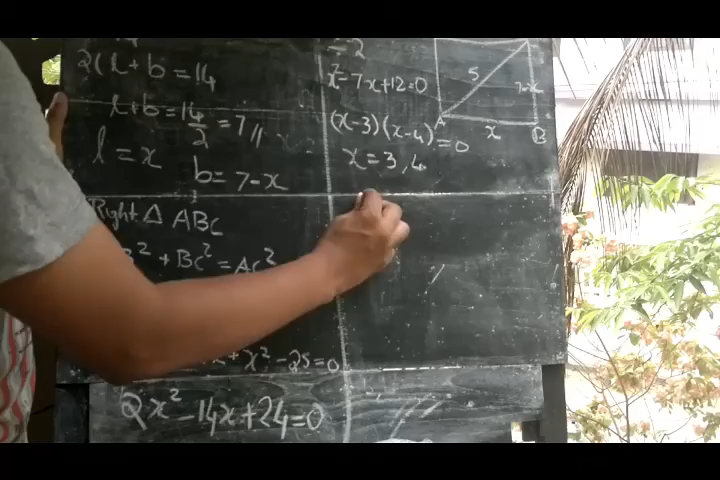 2(l+b=14
l+b=14/2=7//
l=x
b=7-x
Right △ ABC
B²+BC²=AC²
x²-25=0
2x²-14x+24=0
=2
x²-7x+12=0
(x-3)(x-4)=0
x=3,4
5
7-x
A
x
B